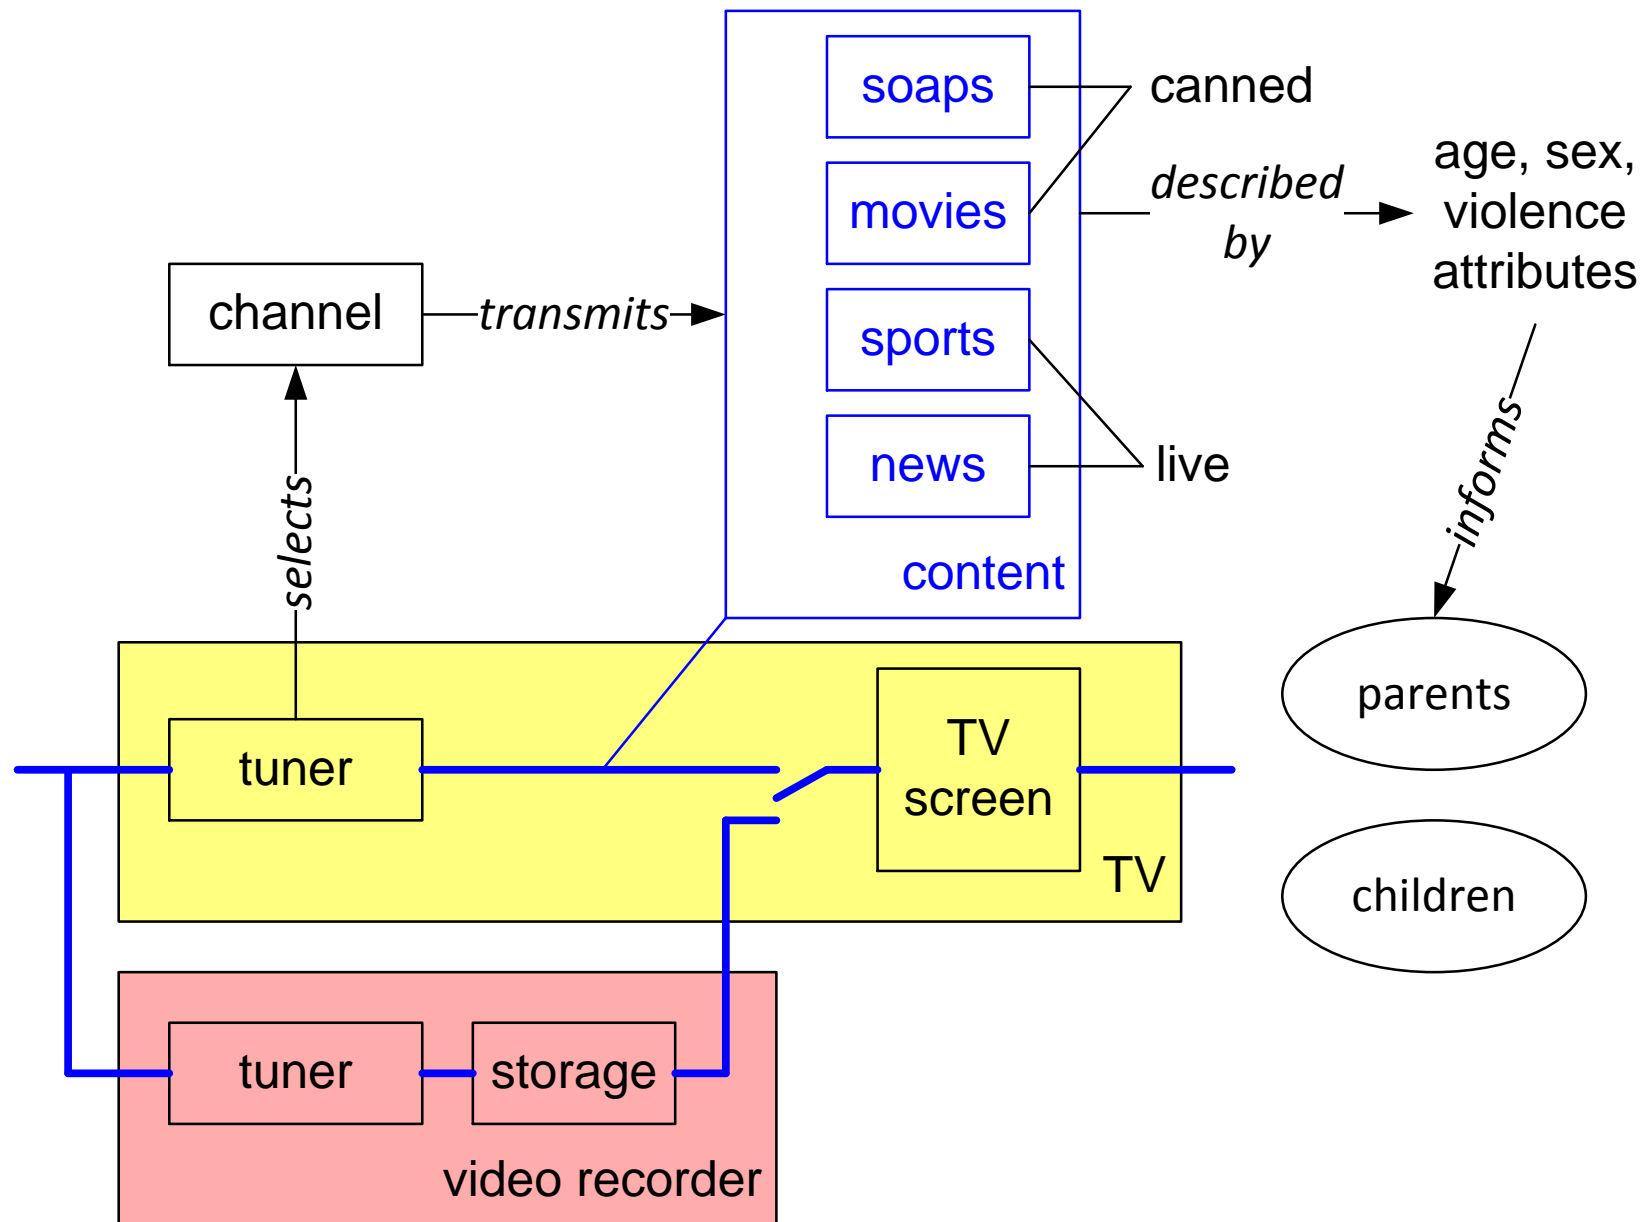 soaps
canned
movies
described
by
age, sex,
violence
attributes
channel
transmits
sports
news
live
selects
informs
content
tuner
TV
screen
TV
parents
children
tuner
storage
video recorder